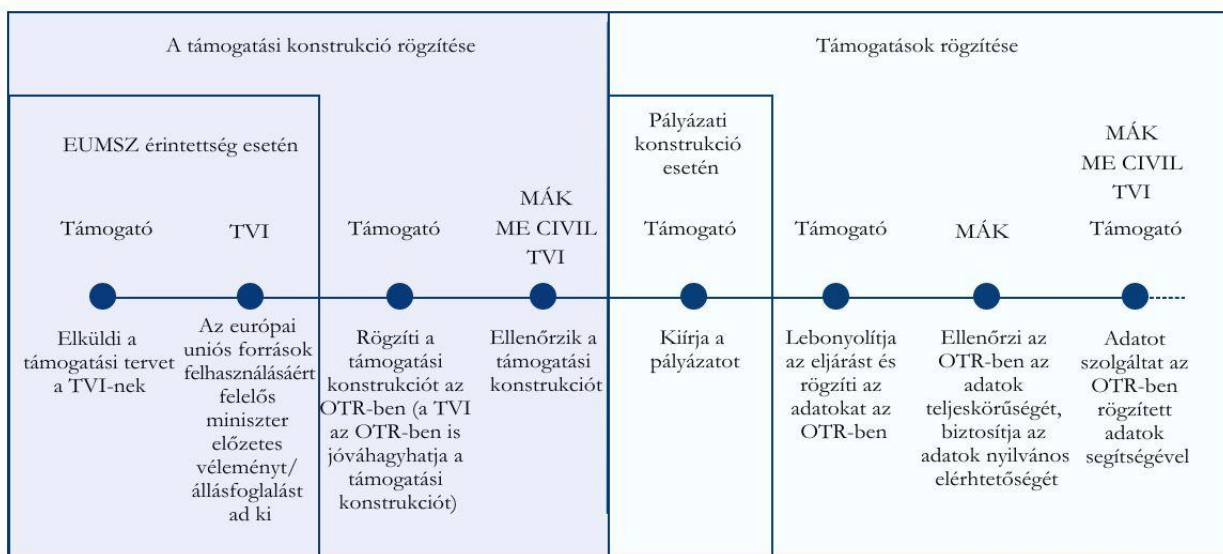 A támogatási konstrukció rögzítése
Támogatások rögzítése
EUMSZ érintettség esetén
Pályázati
konstrukció
esetén
Támogató
Elküldi a
támogatási tervet
a TVI-nek
TVI
Az európai
uniós források
felhasználásáért
felelős
miniszter
előzetes
véleményt/
állásfoglalást
ad ki
Támogató
Rögzíti a
támogatási
konstrukciót az
OTR-ben (a TVI
az OTR-ben is
jóváhagyhatja a
támogatási
konstrukciót)
MÁK
ME CIVIL
TVI
Ellenőrzik a
támogatási
konstrukciót
Támogató
Kiírja a
pályázatot
Támogató
Lebonyolítja
az eljárást és
rögzíti az
adatokat az
OTR-ben
MÁK
Ellenőrzi az
OTR-ben az
adatok
teljeskörűségét,
biztosítja az
adatok nyilvános
elérhtetőségét
MÁK
ME CIVIL
TVI
Támogató
Adatot
szolgáltat az
OTR-ben
rögzített
adatok
segítségével